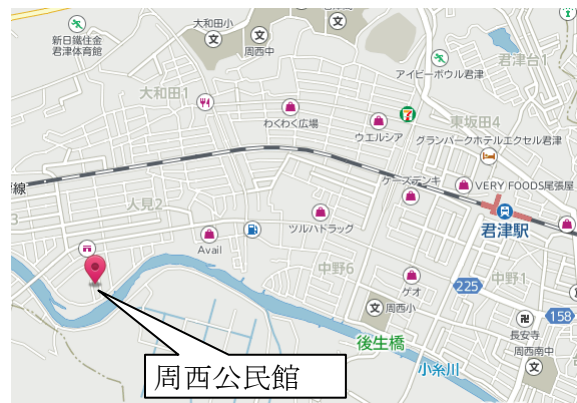 大和田小
新日鐵住金
君津体育館
周西中
アイビーボウル君津
君津台1
大和田1
わくわく広場
ウエルシア
東坂田4
グランパークホテルエクセル君津
線
ケーズデンキ
VERY FOODS尾張屋
3
人見2
Avail
ツルハドラッグ
君津駅
中野6
ゲオ
225
中野1
周西小
158
長安寺
後生橋
周西南中
小糸川
周西公民館